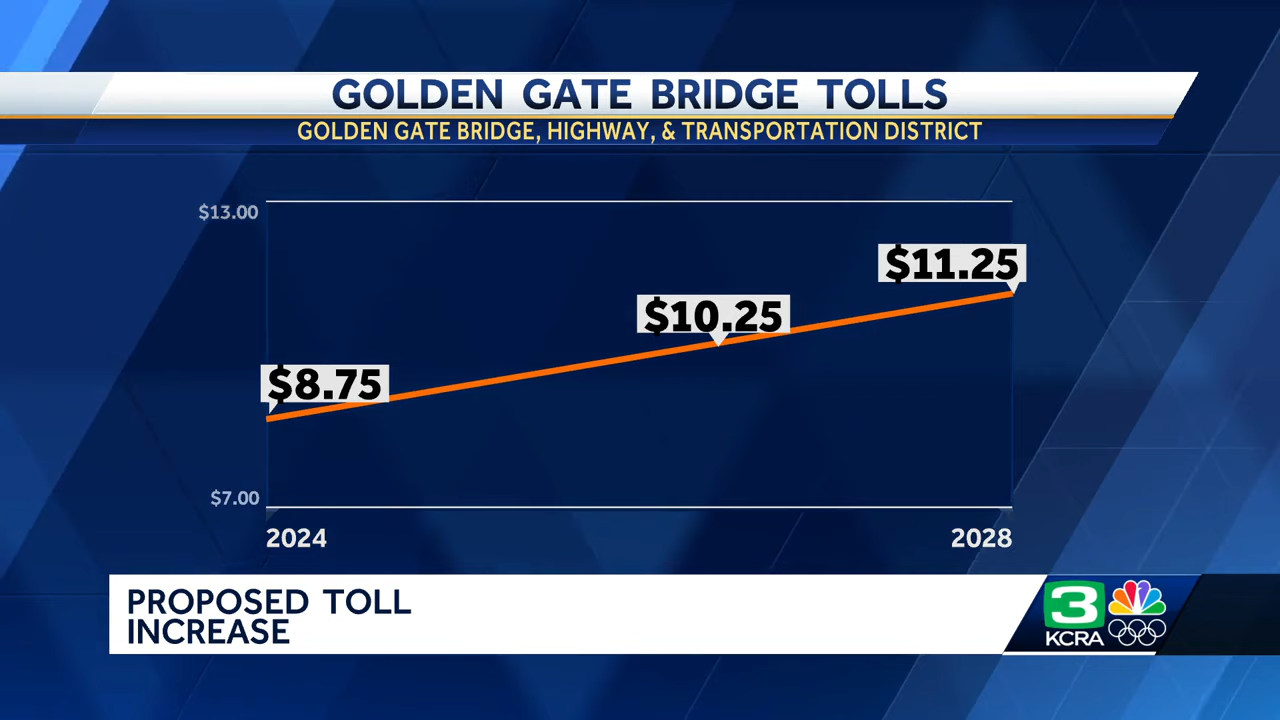 GOLDEN GATE BRIDGE TOLLS
GOLDEN GATE BRIDGE, HIGHWAY, & TRANSPORTATION DISTRICT
$13.00
$11.25
$10.25
$8.75
$7.00
2024
2028
PROPOSED TOLL
INCREASE
3
KCRA